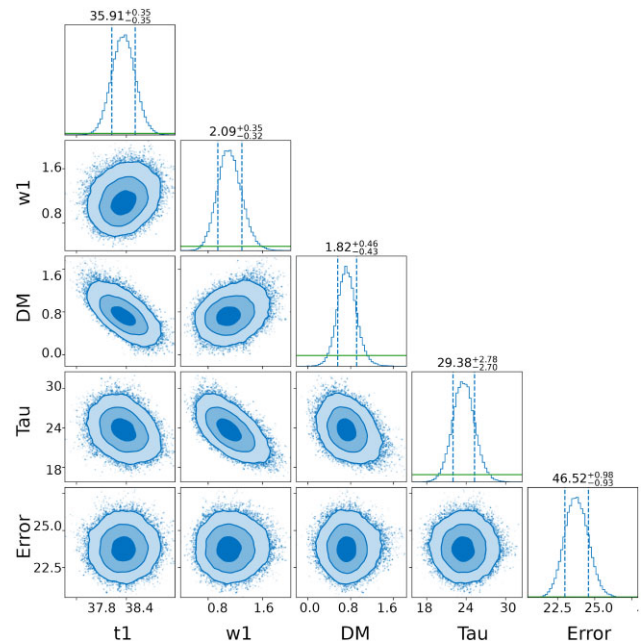 35.91 +0.35 −0.35
2.09 +0.35 −0.32
w1
1.6
0.8
1.82 +0.46 −0.43
DM
1.6
0.8
0.0
29.38 +2.78 −2.70
Tau
30
24
18
46.52 +0.98 −0.93
Error
25.0
22.5
37.8 38.4 0.8 1.6 0.0 0.8 1.6 18 24 30 22.5 25.0
t1 w1 DM Tau Error